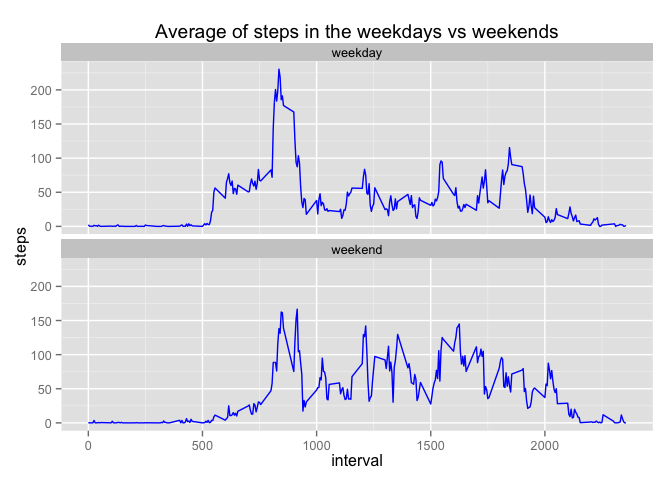 Average of steps in the weekdays vs weekends
weekday
200
150
100
50
0
steps
weekend
200
150
100
50
0
0 500 1000 1500 2000
interval